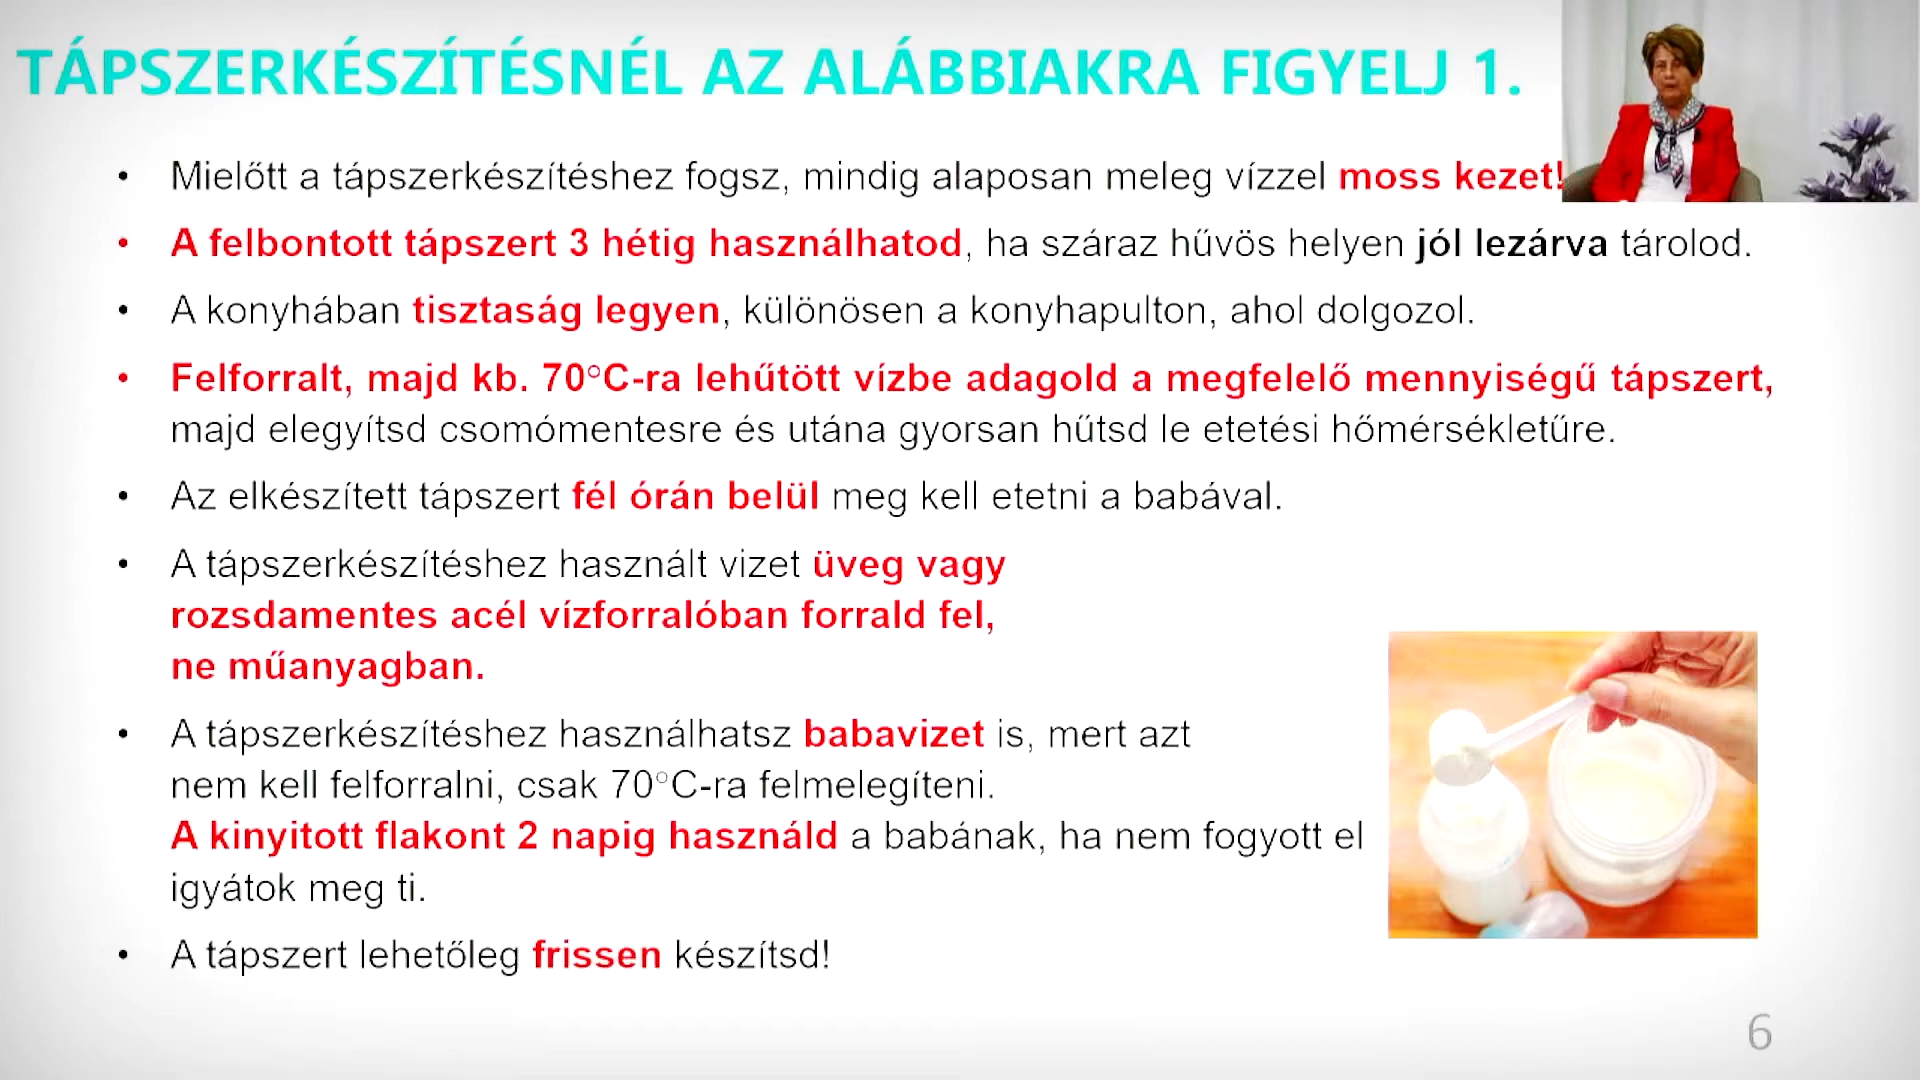 TÁPSZERKÉSZÍTÉSNÉL AZ ALÁBBIAKRA FIGYELJ 1.
• Mielőtt a tápszerkészítéshez fogsz, mindig alaposan meleg vízzel moss kezet!
• A felbontott tápszert 3 hétig használhatod, ha száraz hűvös helyen jól lezárva tárolod.
• A konyhában tisztaság legyen, különösen a konyhapulton, ahol dolgozol.
• Felforralt, majd kb. 70°C-ra lehűtött vízbe adagold a megfelelő mennyiségű tápszert,
majd elegyítsd csomómentesre és utána gyorsan hűtsd le etetési hőmérsékletűre.
• Az elkészített tápszert fél órán belül meg kell etetni a babával.
• A tápszerkészítéshez használt vizet üveg vagy
rozsdamentes acél vízforralóban forrald fel,
ne műanyagban.
• A tápszerkészítéshez használhatsz babavizet is, mert azt
nem kell felforralni, csak 70°C-ra felmelegíteni.
A kinyitott flakont 2 napig használd a babának, ha nem fogyott el
igyátok meg ti.
• A tápszert lehetőleg frissen készítsd!
6